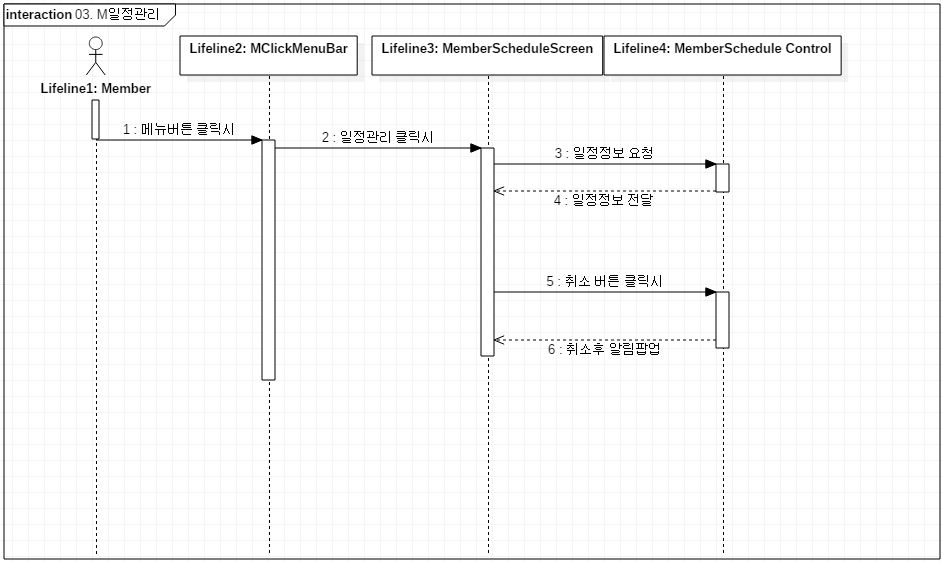 interaction 03. M일정관리
Lifeline1: Member
Lifeline2: MClickMenuBar
Lifeline3: MemberScheduleScreen
Lifeline4: MemberSchedule Control
1 : 메뉴버튼 클릭시
2 : 일정관리 클릭시
3 : 일정정보 요청
4 : 일정정보 전달
5 : 취소 버튼 클릭시
6 : 취소후 알림팝업